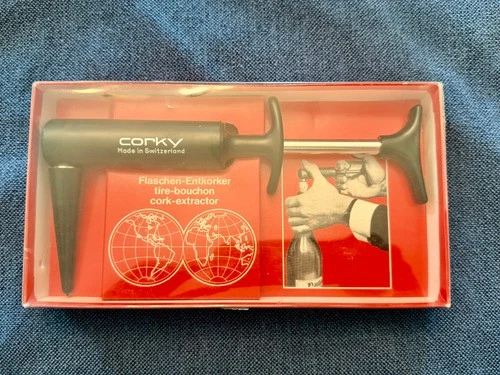 corky
Made in Switzerland
Flaschen-Entkorker
tire-bouchon
cork-extractor